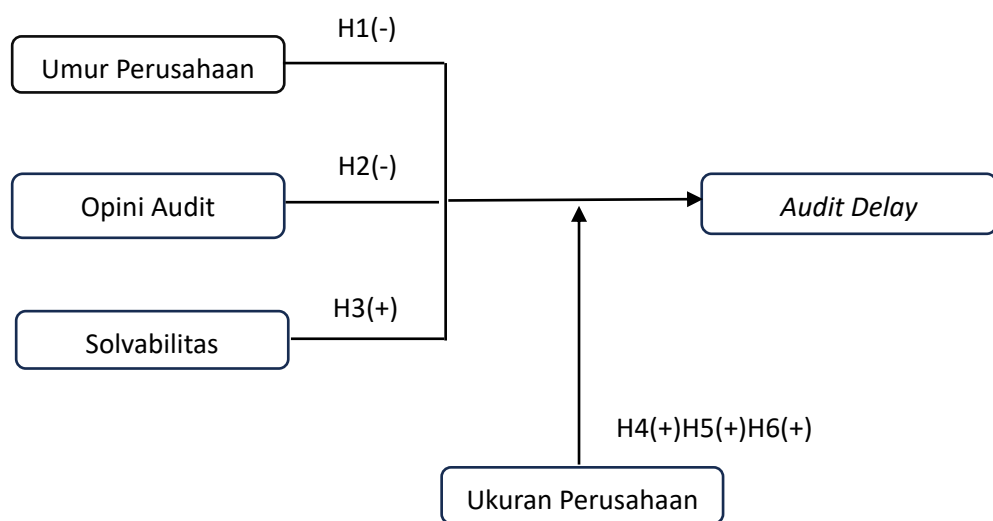 H1(-)
Umur Perusahaan
H2(-)
Opini Audit
Audit Delay
H3(+)
Solvabilitas
H4(+)H5(+)H6(+)
Ukuran Perusahaan